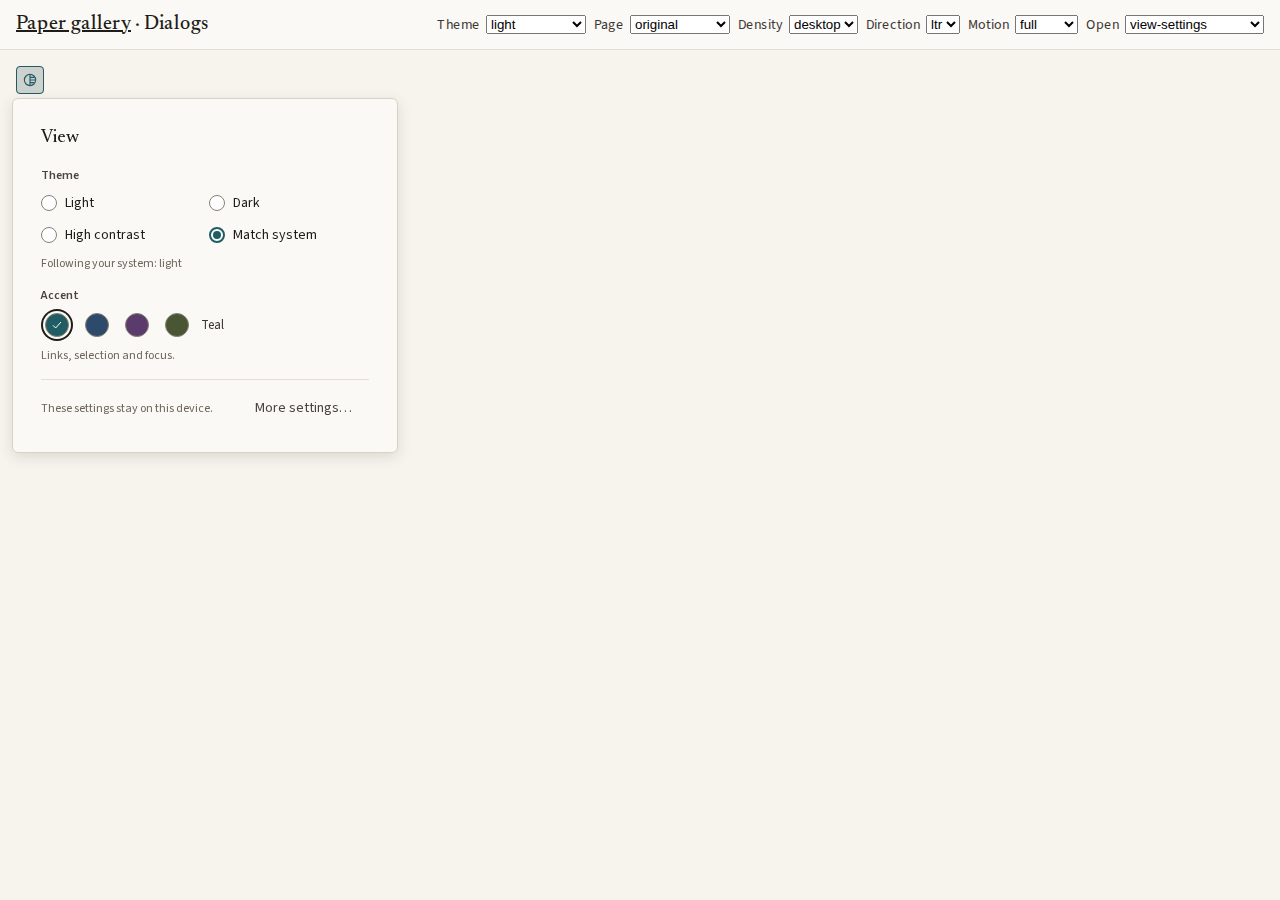 Paper gallery · Dialogs Theme light Page original Density desktop Direction ltr Motion full Open view-settings
View
Theme
Light Dark
High contrast Match system
Following your system: light
Accent
Teal
Links, selection and focus.
These settings stay on this device. More settings…